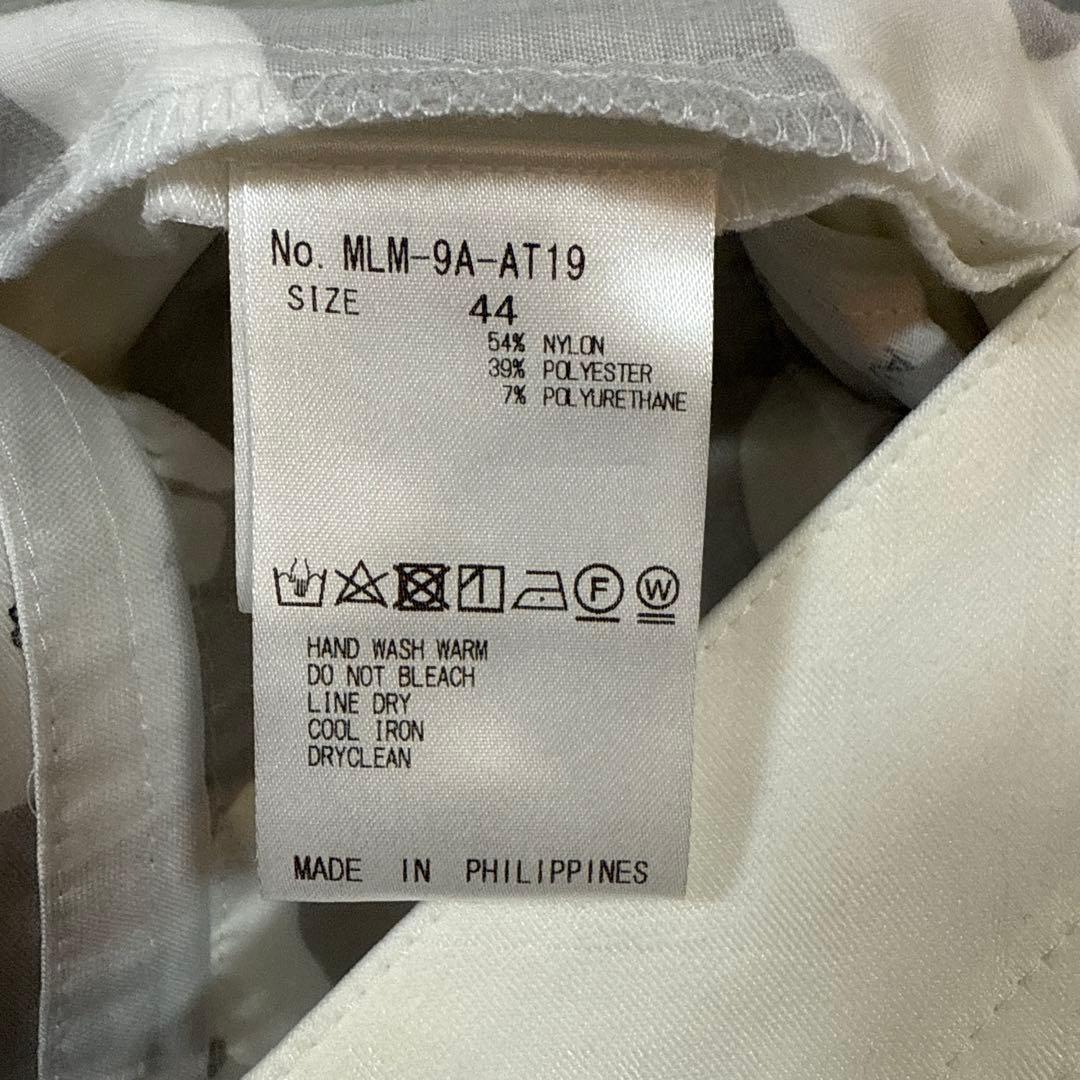 No. MLM-9A-AT19
SIZE 44
54% NYLON
39% POLYESTER
7% POLYURETHANE
F W
HAND WASH WARM
DO NOT BLEACH
LINE DRY
COOL IRON
DRYCLEAN
MADE IN PHILIPPINES